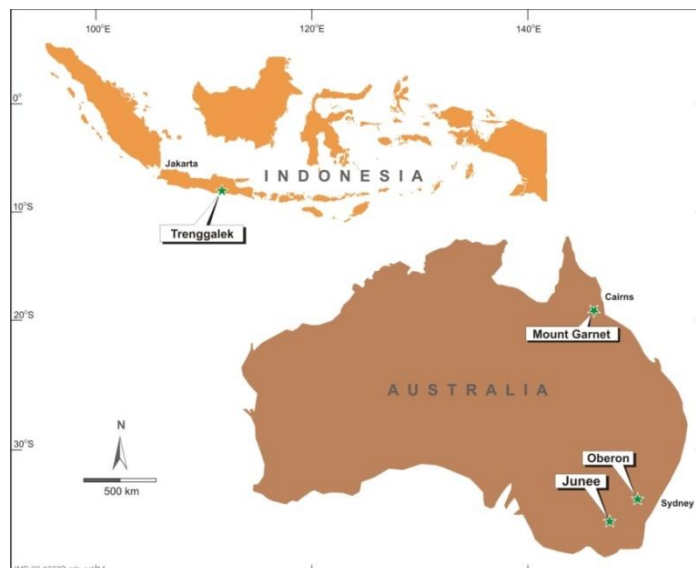 100°E
120°E
140°E
0°
Jakarta
INDONESIA
10°S
Trenggalek
20°S
Cairns
Mount Garnet
AUSTRALIA
N
30°S
Oberon
500 km
Junee
Sydney